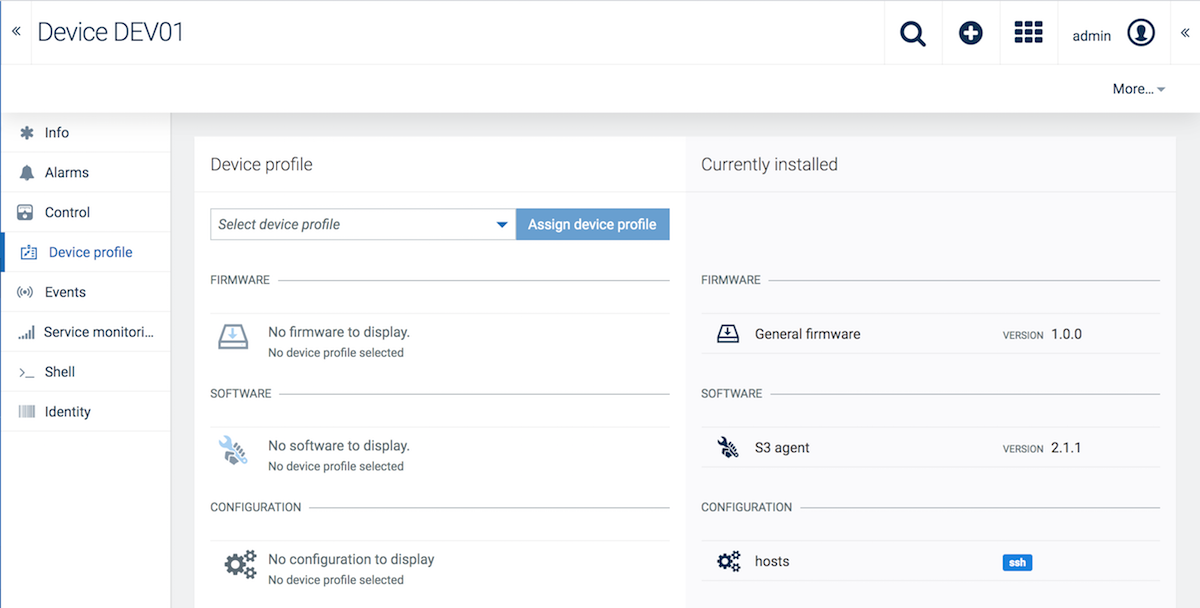 « Device DEV01
admin «
More...
Info
Alarms
Control
Device profile
Events
Service monitori...
Shell
Identity
Device profile
Select device profile Assign device profile
FIRMWARE
No firmware to display.
No device profile selected
SOFTWARE
No software to display.
No device profile selected
CONFIGURATION
No configuration to display
No device profile selected
Currently installed
FIRMWARE
General firmware VERSION 1.0.0
SOFTWARE
S3 agent VERSION 2.1.1
CONFIGURATION
hosts ssh